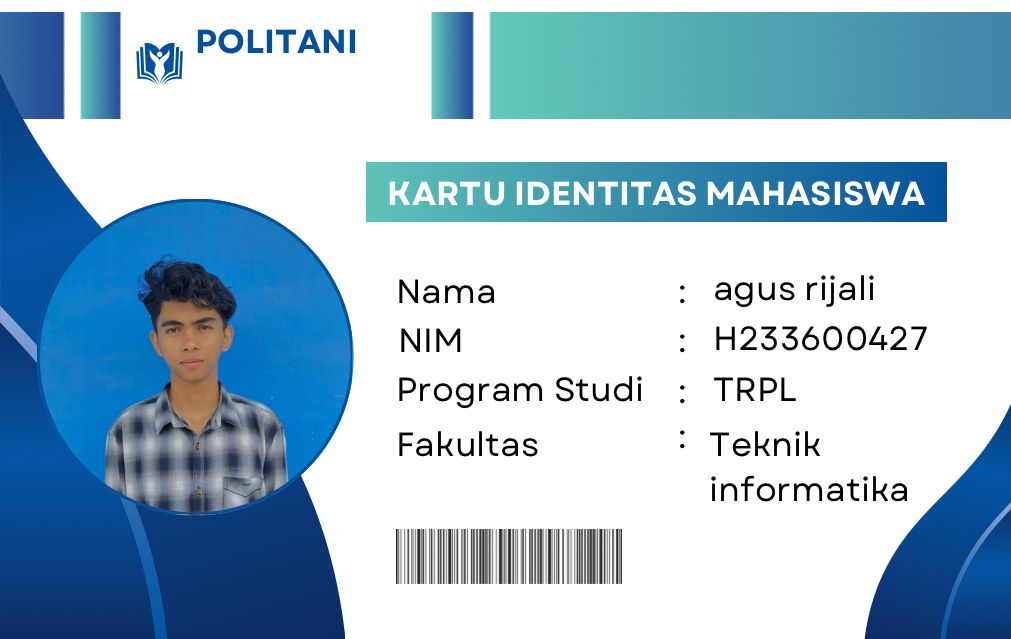 POLITANI
KARTU IDENTITAS MAHASISWA
Nama : agus rijali
NIM : H233600427
Program Studi : TRPL
Fakultas : Teknik
informatika